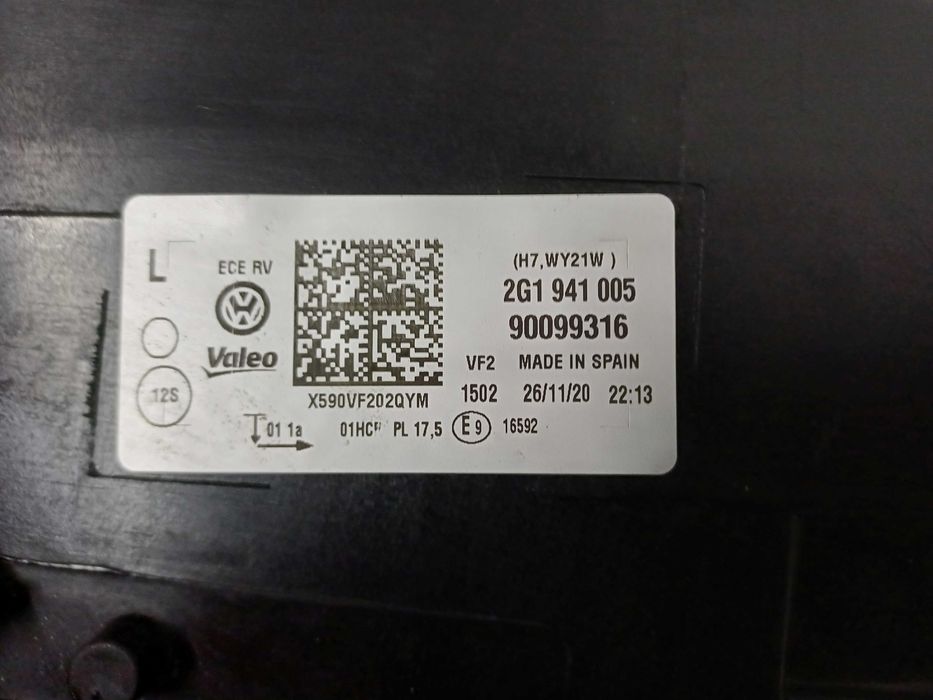 L
ECE RV
Valeo
12S
X590VF202QYM
(H7,WY21W )
2G1 941 005
90099316
VF2 MADE IN SPAIN
1502 26/11/20 22:13
01 1a 01HCR PL 17,5 E9 16592